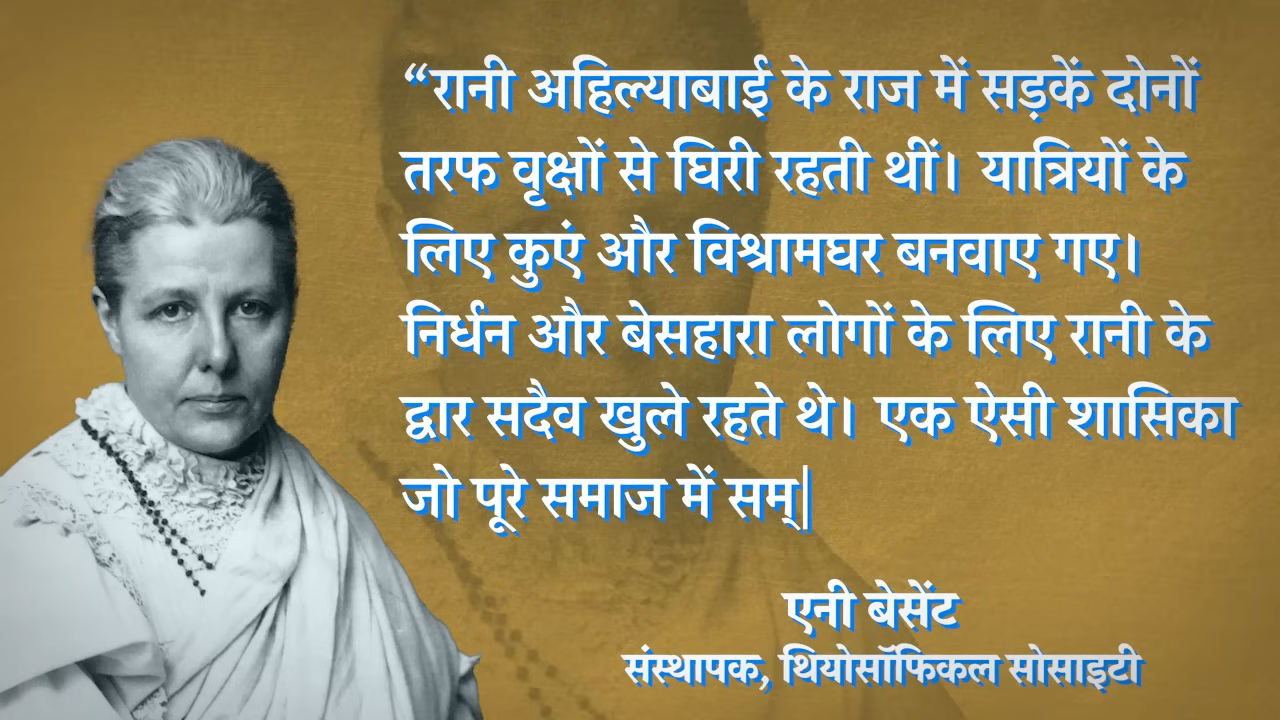 “रानी अहिल्याबाई के राज में सड़कें दोनों
तरफ वृक्षों से घिरी रहती थीं। यात्रियों के
लिए कुएं और विश्रामघर बनवाए गए।
निर्धन और बेसहारा लोगों के लिए रानी के
द्वार सदैव खुले रहते थे। एक ऐसी शासिका
जो पूरे समाज में सम्|
एनी बेसेंट
संस्थापक, थियोसॉफिकल सोसाइटी